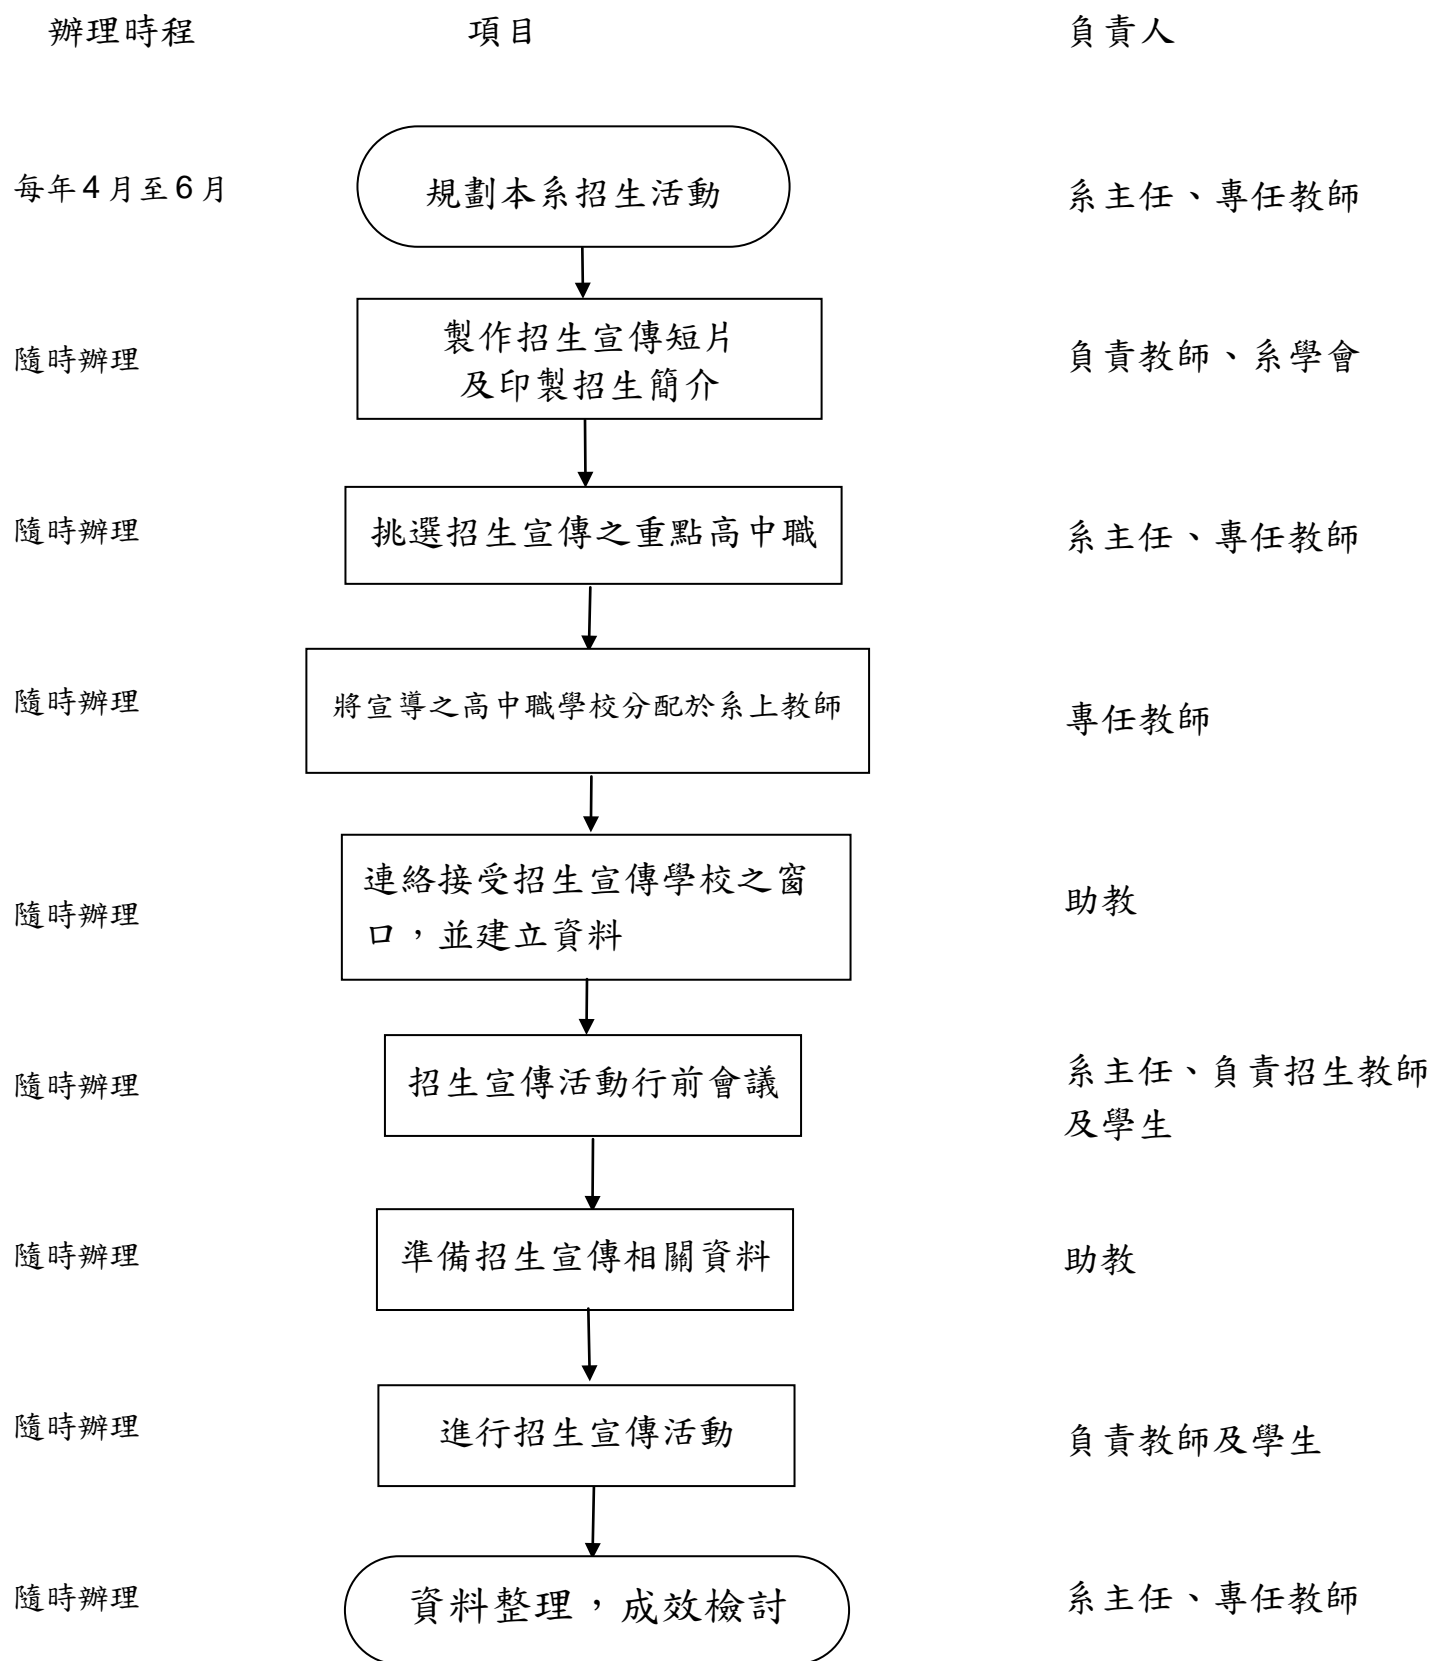 辦理時程
項目
負責人
每年4月至6月
規劃本系招生活動
系主任、專任教師
隨時辦理
製作招生宣傳短片
及印製招生簡介
負責教師、系學會
隨時辦理
挑選招生宣傳之重點高中職
系主任、專任教師
隨時辦理
將宣導之高中職學校分配於系上教師
專任教師
隨時辦理
連絡接受招生宣傳學校之窗
口，並建立資料
助教
隨時辦理
招生宣傳活動行前會議
系主任、負責招生教師
及學生
隨時辦理
準備招生宣傳相關資料
助教
隨時辦理
進行招生宣傳活動
負責教師及學生
隨時辦理
資料整理，成效檢討
系主任、專任教師